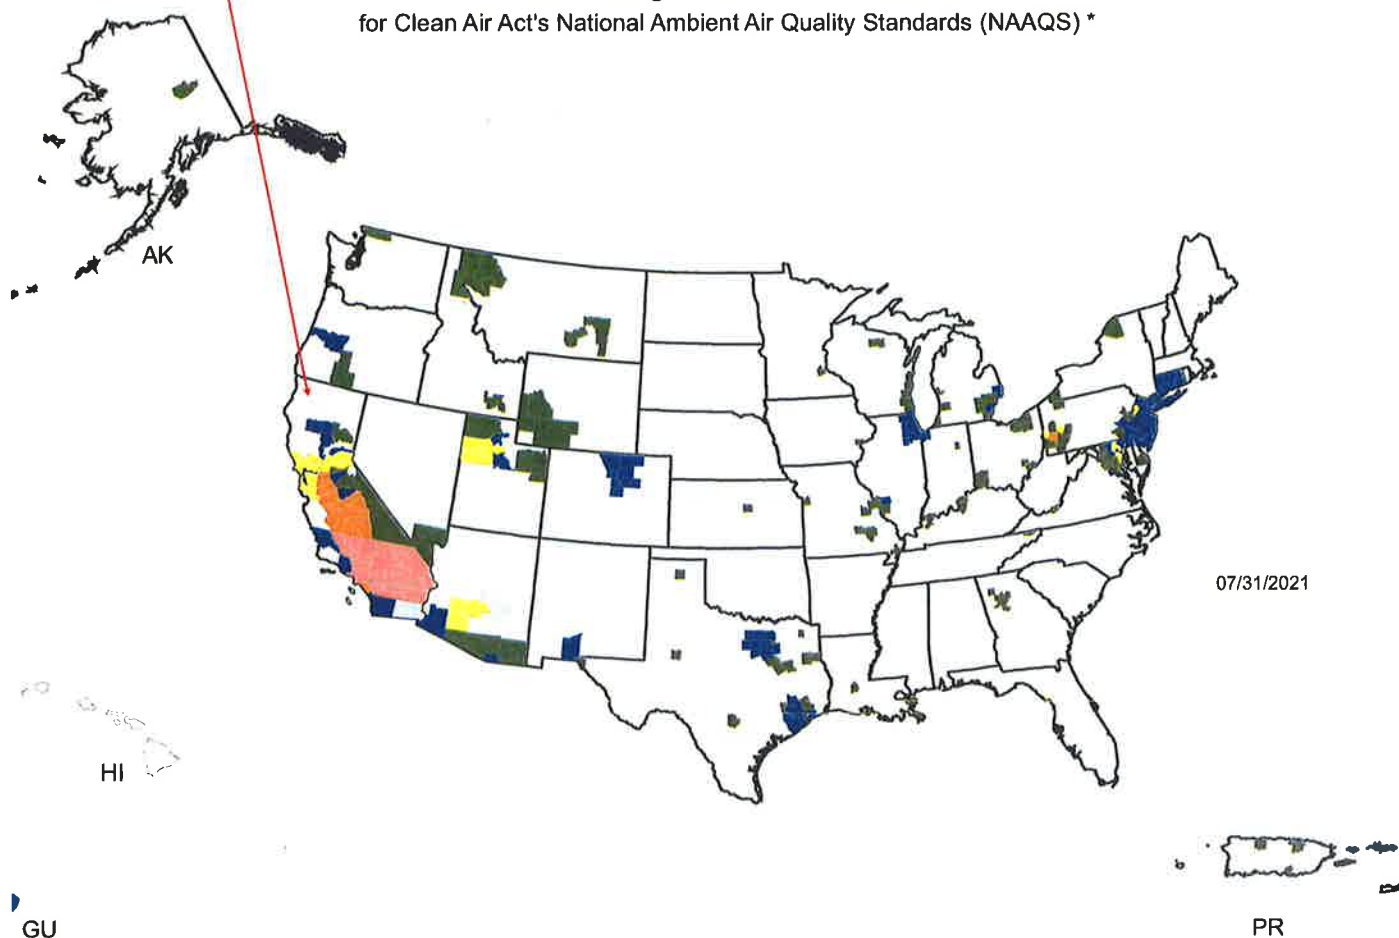 for Clean Air Act's National Ambient Air Quality Standards (NAAQS) *
AK
07/31/2021
HI
GU
PR